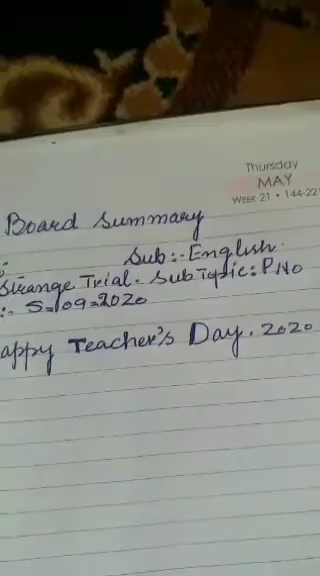 Thursday
MAY
WEEK 21 • 144-22
Board Summary
Sub:- English.
Strange Trial. Sub Topic: P.No
:- 5-09-2020
appy Teacher's Day. 2020